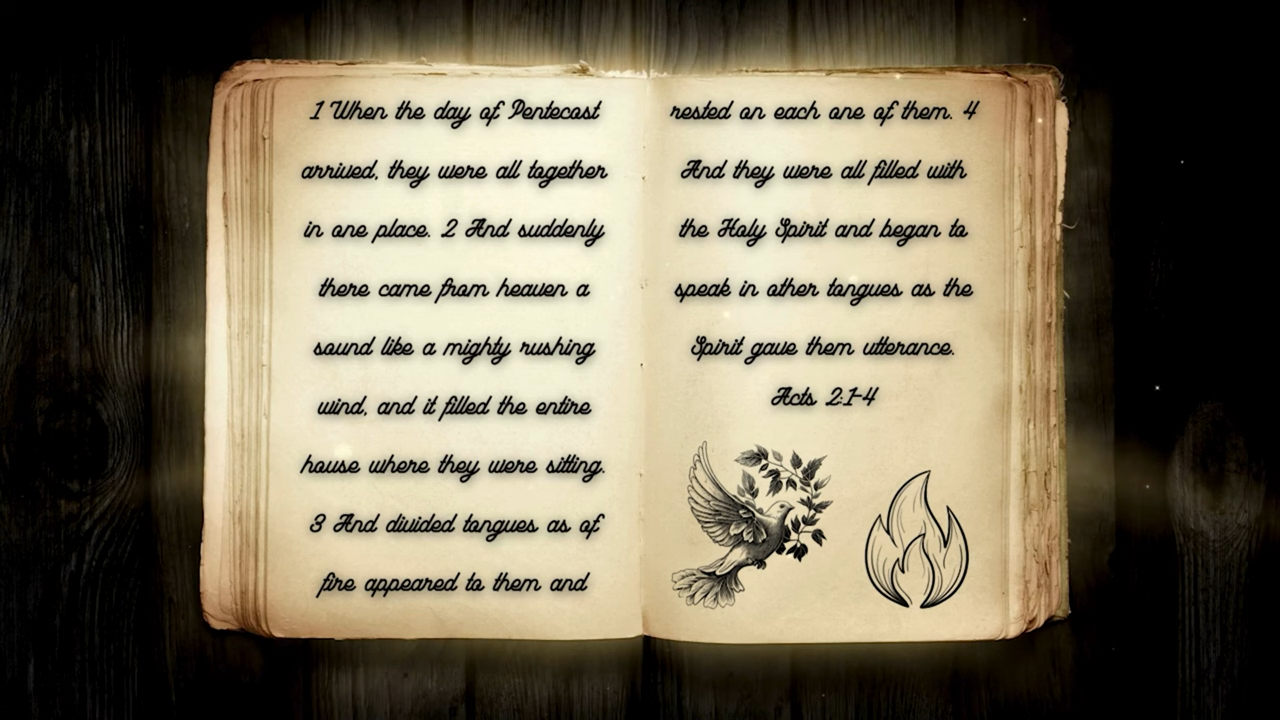 1 When the day of Pentecost
arrived, they were all together
in one place. 2 And suddenly
there came from heaven a
sound like a mighty rushing
wind, and it filled the entire
house where they were sitting.
3 And divided tongues as of
fire appeared to them and
rested on each one of them. 4
And they were all filled with
the Holy Spirit and began to
speak in other tongues as the
Spirit gave them utterance.
Acts 2:1-4